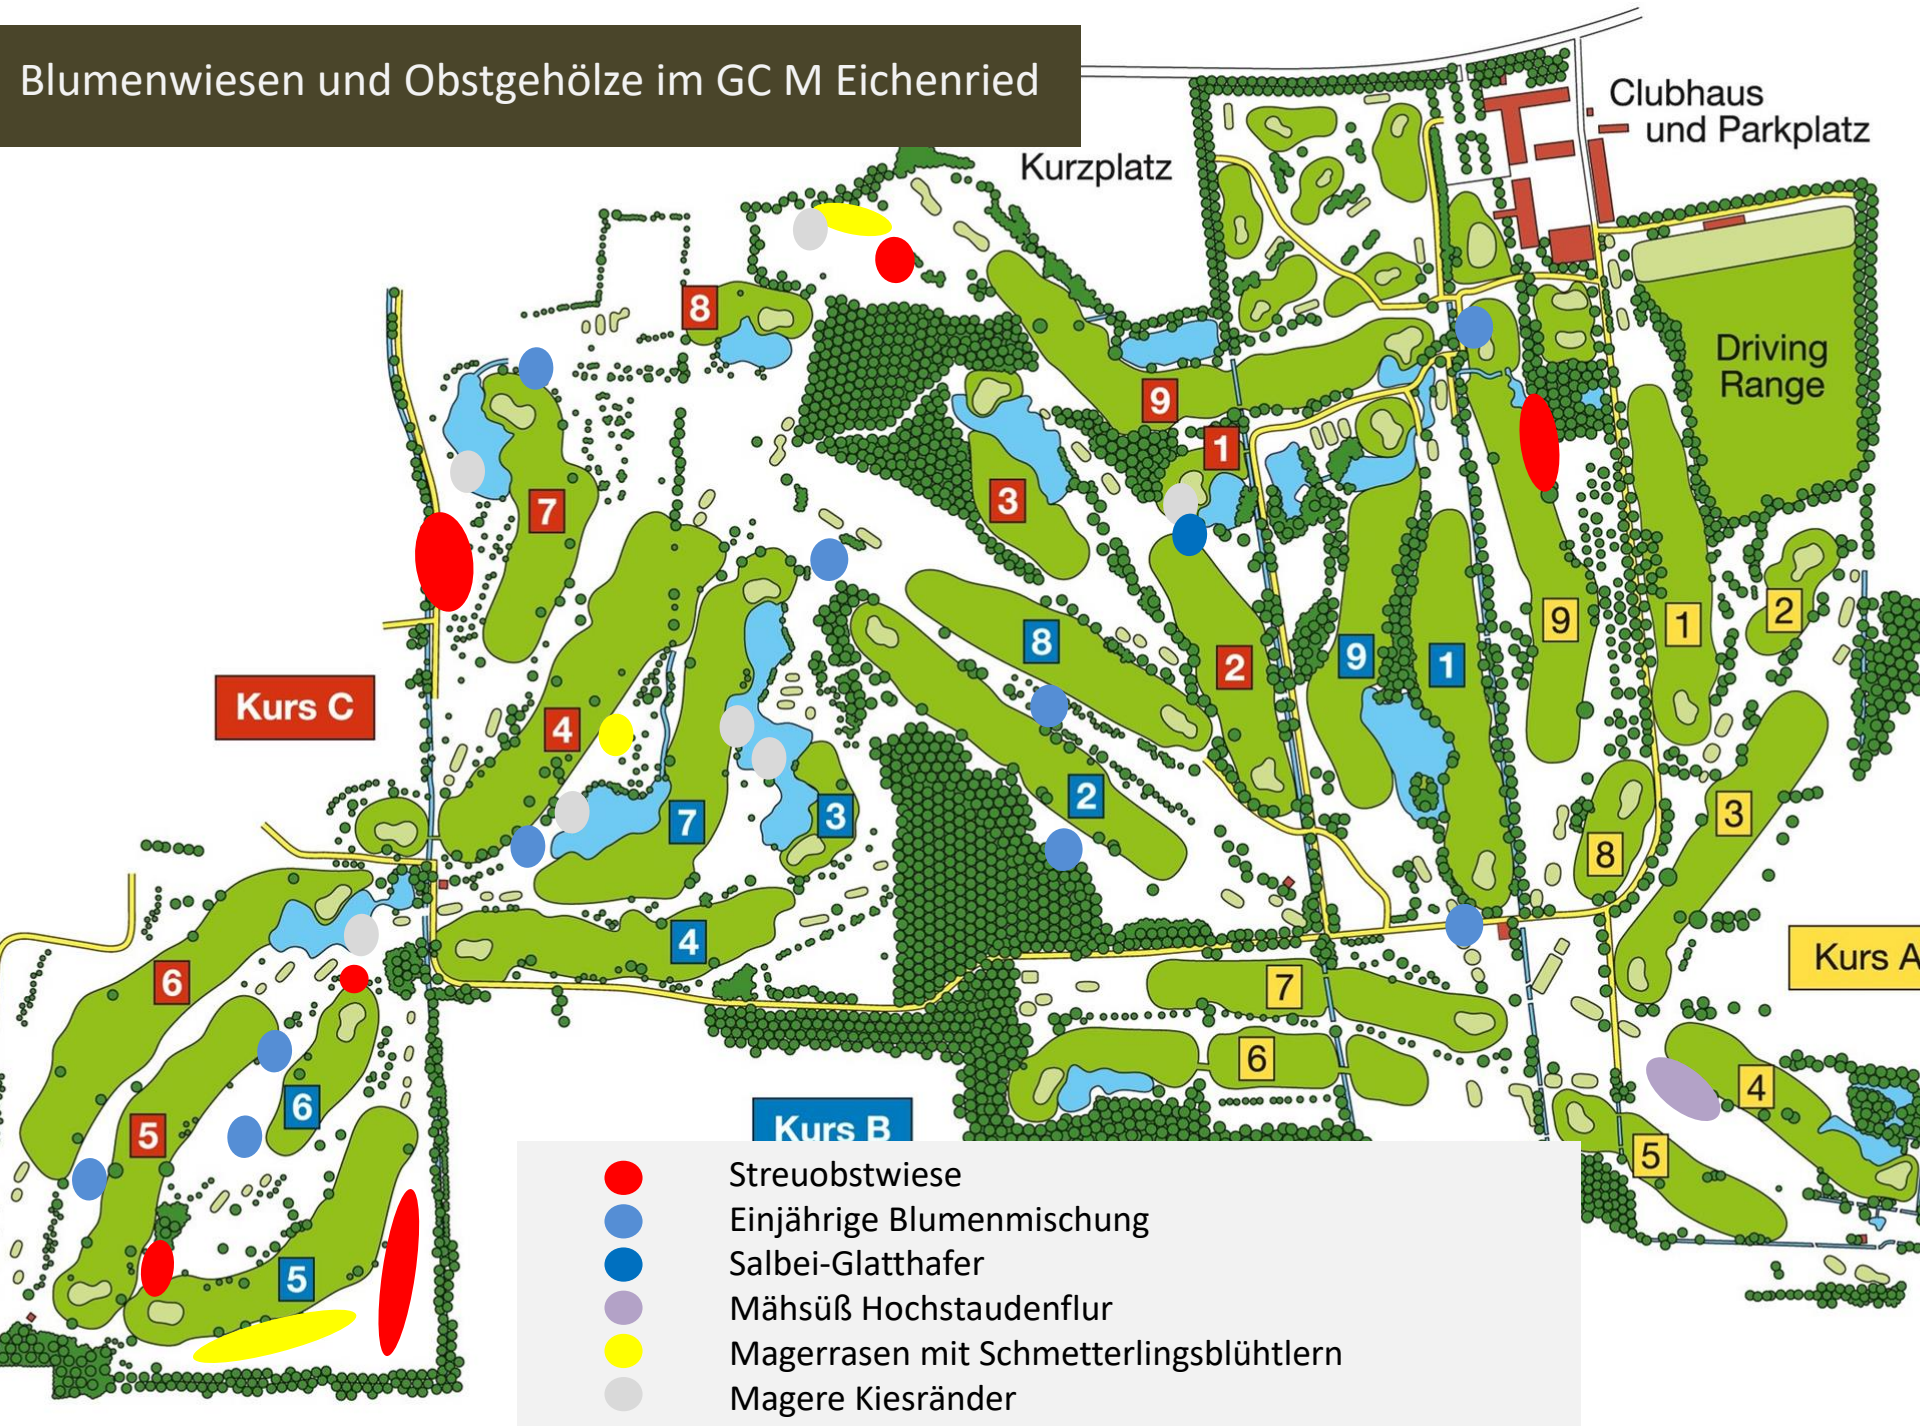 Blumenwiesen und Obstgehölze im GC M Eichenried
Clubhaus
und Parkplatz
Kurzplatz
8
Driving
Range
9
1
3
7
8
9
1
9
1
2
2
Kurs C
4
2
7
3
3
8
4
6
Kurs A
7
6
4
6
5
5
Kurs B
5
Streuobstwiese
Einjährige Blumenmischung
Salbei-Glatthafer
Mähsüß Hochstaudenflur
Magerrasen mit Schmetterlingsblühtlern
Magere Kiesränder